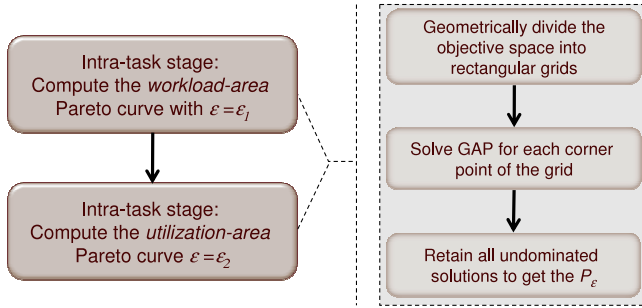 Intra-task stage:
Compute the workload-area
Pareto curve with ε=ε1
Intra-task stage:
Compute the utilization-area
Pareto curve ε=ε2
Geometrically divide the
objective space into
rectangular grids
Solve GAP for each corner
point of the grid
Retain all undominated
solutions to get the Pε